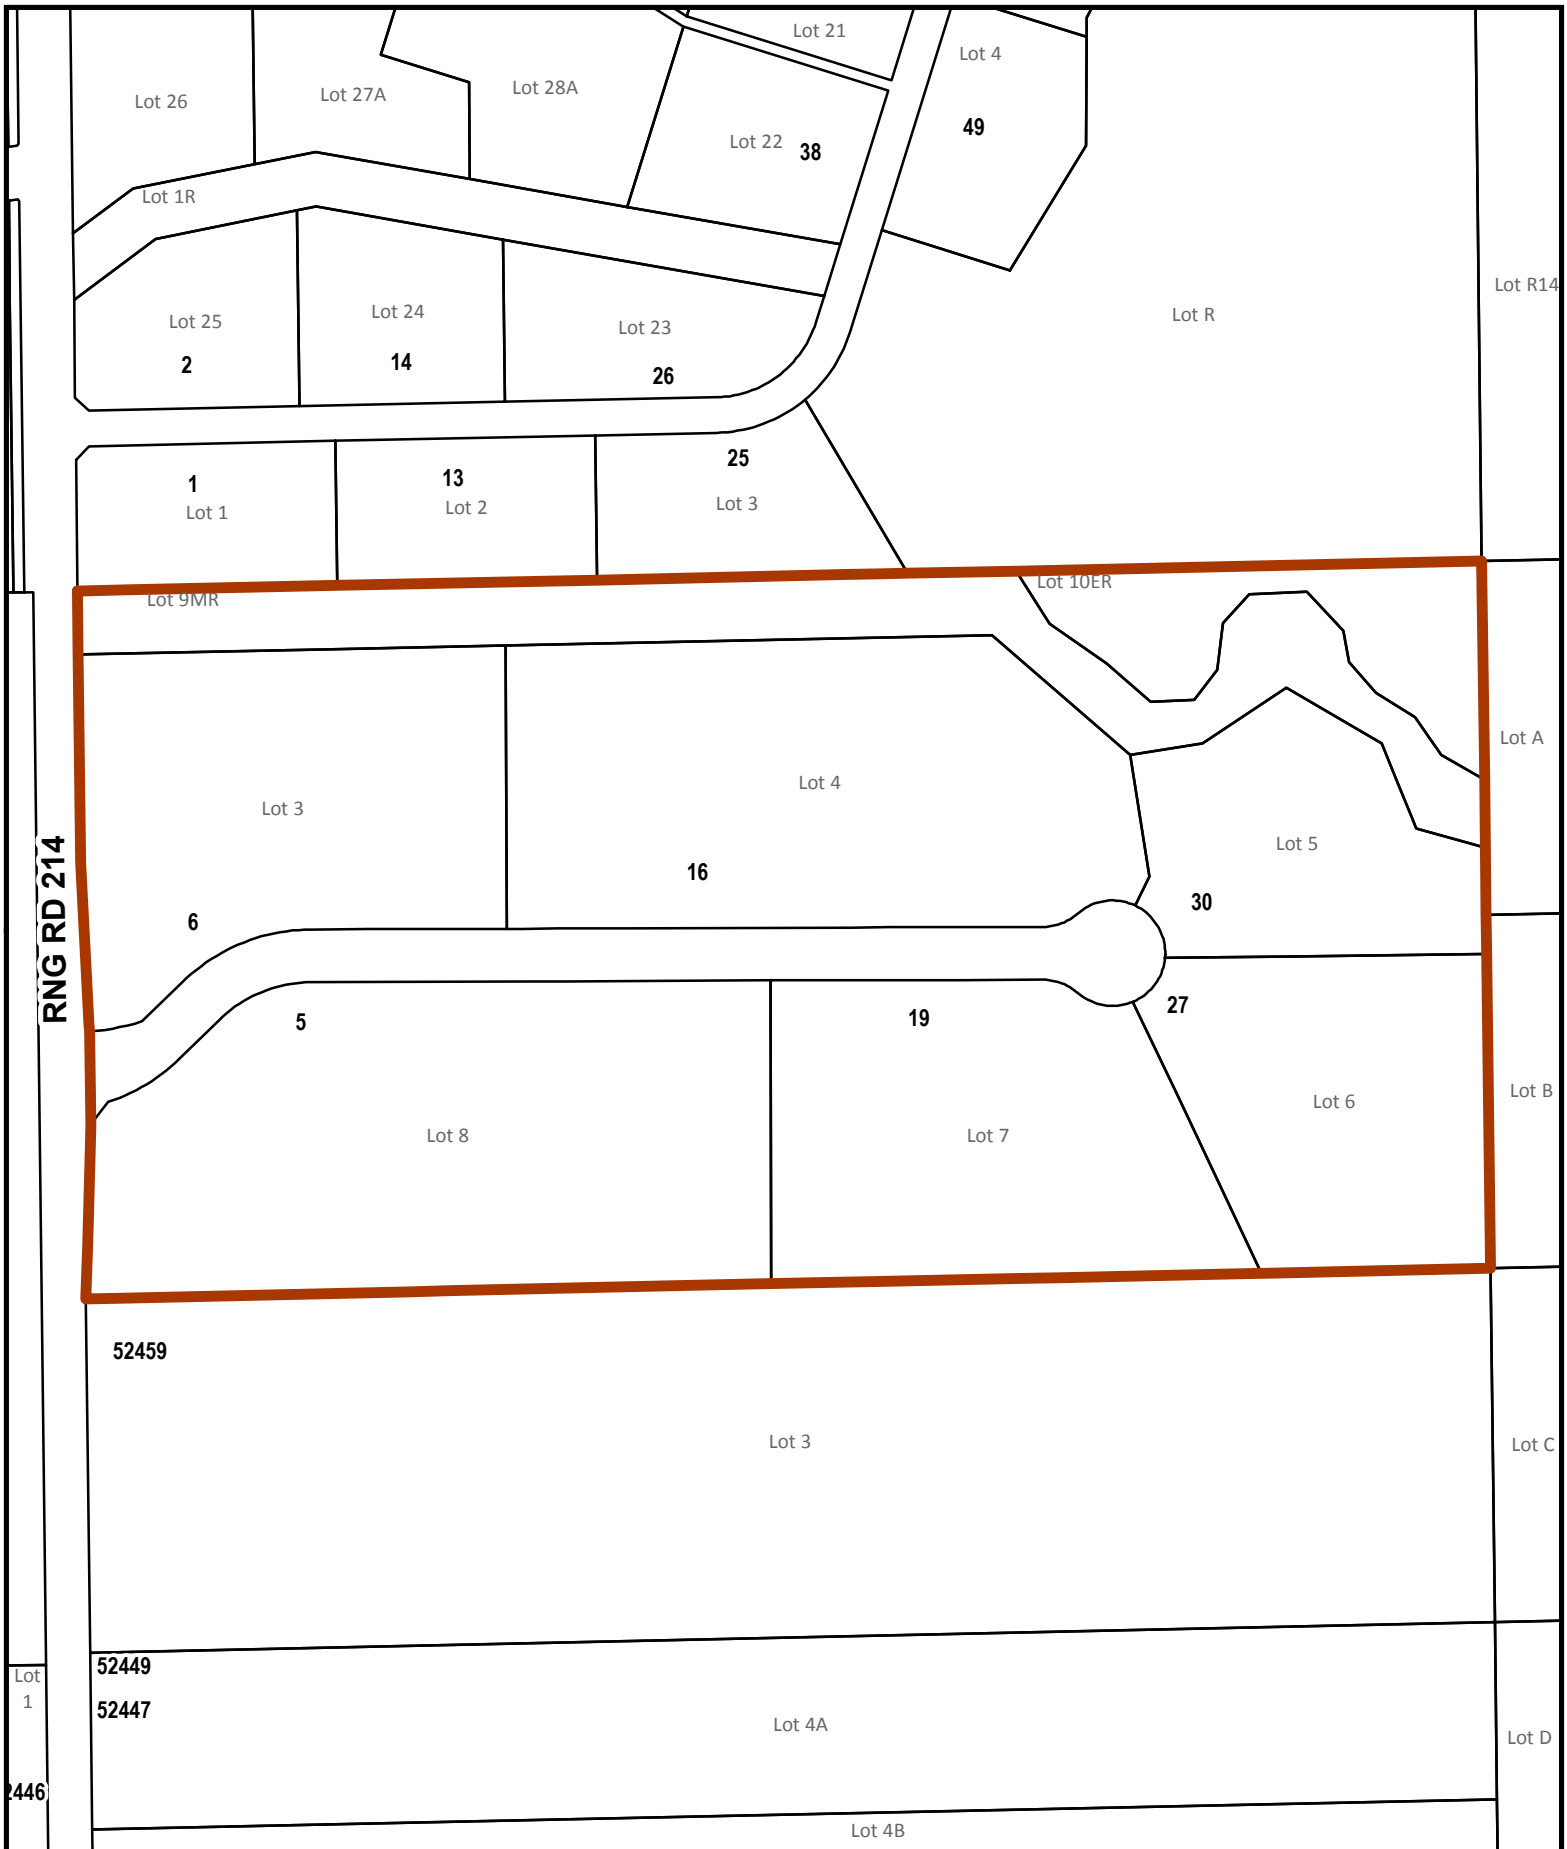 Lot 21
Lot 4
Lot 26
Lot 27A
Lot 28A
Lot 22
38
49
Lot 1R
Lot R14
Lot 25
2
Lot 24
14
Lot 23
26
Lot R
1
Lot 1
13
Lot 2
25
Lot 3
Lot 9MR
Lot 10ER
Lot A
Lot 3
Lot 4
Lot 5
16
30
6
RNG RD 214
5
19
27
Lot 8
Lot 7
Lot 6
Lot B
52459
Lot 3
Lot C
52449
Lot
1
52447
Lot 4A
Lot D
2446
Lot 4B